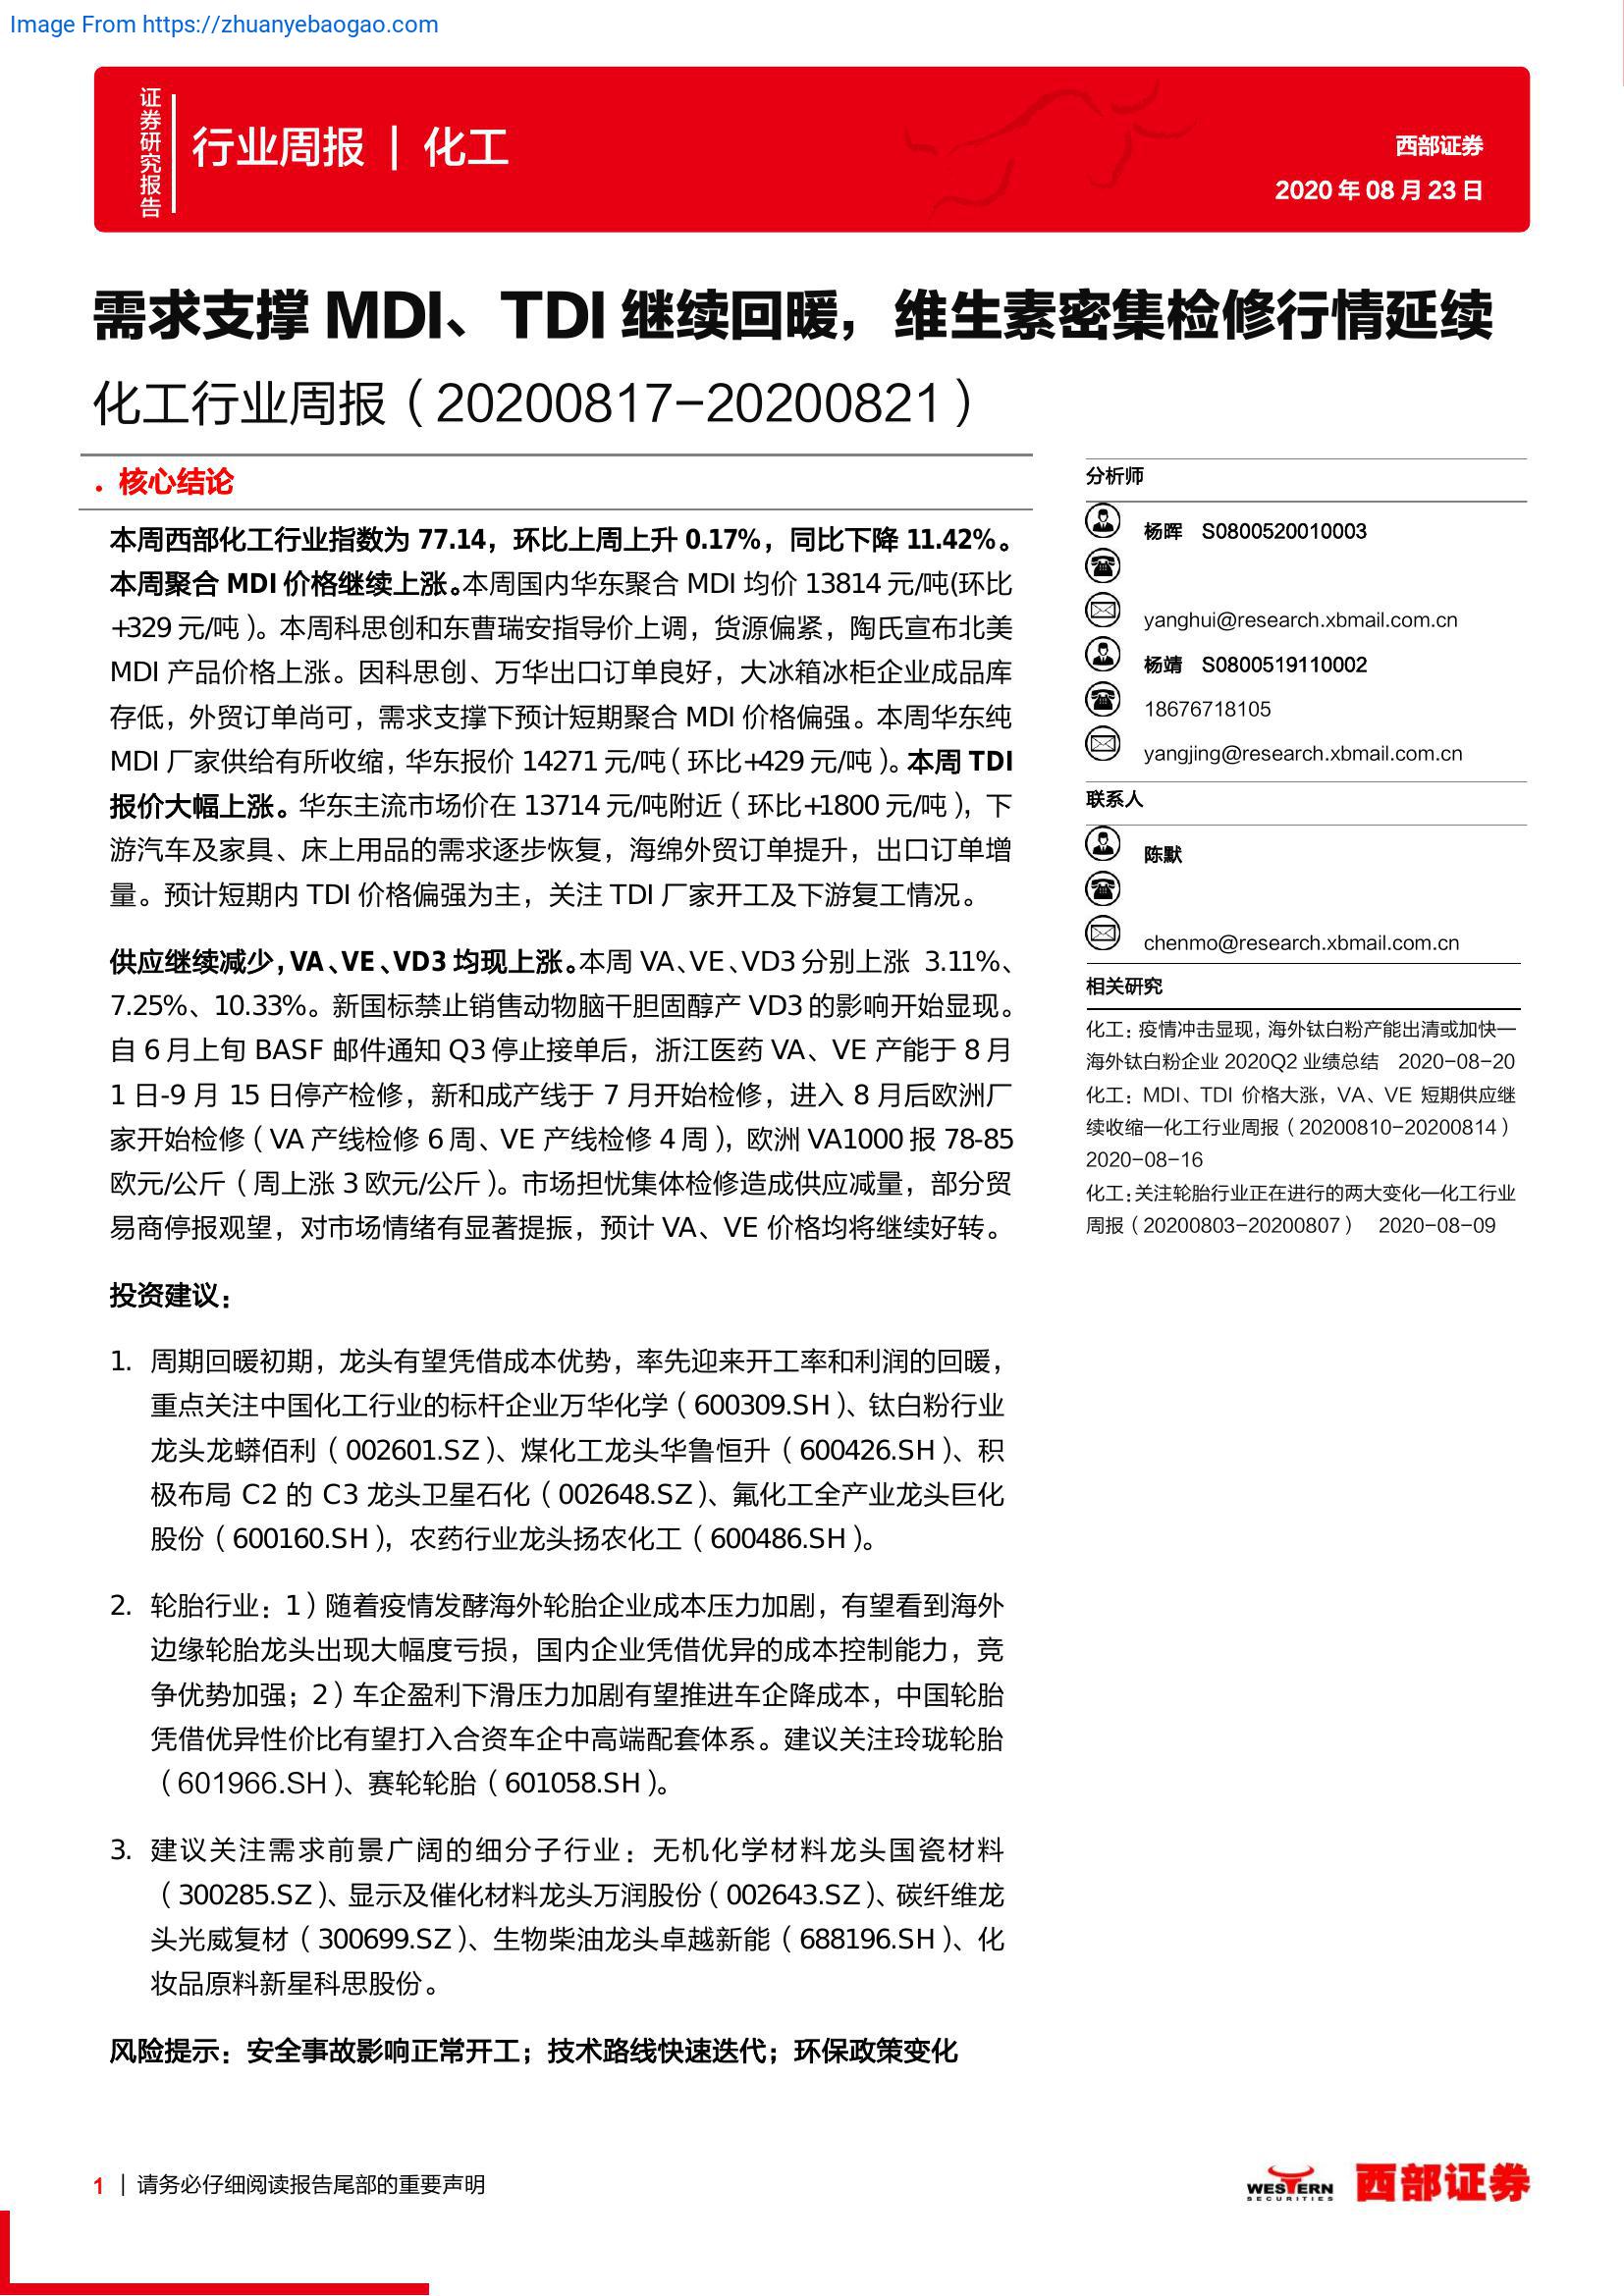 Image From https://zhuanyebaogao.com
证券研究报告
行业周报 | 化工
西部证券
2020 年 08 月 23 日
需求支撑 MDI、TDI 继续回暖，维生素密集检修行情延续
化工行业周报（20200817-20200821）
• 核心结论
本周西部化工行业指数为 77.14，环比上周上升 0.17%，同比下降 11.42%。
本周聚合 MDI 价格继续上涨。本周国内华东聚合 MDI 均价 13814 元/吨(环比
+329 元/吨）。本周科思创和东曹瑞安指导价上调，货源偏紧，陶氏宣布北美
MDI 产品价格上涨。因科思创、万华出口订单良好，大冰箱冰柜企业成品库
存低，外贸订单尚可，需求支撑下预计短期聚合 MDI 价格偏强。本周华东纯
MDI 厂家供给有所收缩，华东报价 14271 元/吨（环比+429 元/吨）。本周 TDI
报价大幅上涨。华东主流市场价在 13714 元/吨附近（环比+1800 元/吨），下
游汽车及家具、床上用品的需求逐步恢复，海绵外贸订单提升，出口订单增
量。预计短期内 TDI 价格偏强为主，关注 TDI 厂家开工及下游复工情况。
供应继续减少，VA、VE、VD3 均现上涨。本周 VA、VE、VD3 分别上涨 3.11%、
7.25%、10.33%。新国标禁止销售动物脑干胆固醇产 VD3 的影响开始显现。
自 6 月上旬 BASF 邮件通知 Q3 停止接单后，浙江医药 VA、VE 产能于 8 月
1 日-9 月 15 日停产检修，新和成产线于 7 月开始检修，进入 8 月后欧洲厂
家开始检修（VA 产线检修 6 周、VE 产线检修 4 周），欧洲 VA1000 报 78-85
欧元/公斤（周上涨 3 欧元/公斤）。市场担忧集体检修造成供应减量，部分贸
易商停报观望，对市场情绪有显著提振，预计 VA、VE 价格均将继续好转。
投资建议：
1. 周期回暖初期，龙头有望凭借成本优势，率先迎来开工率和利润的回暖，
重点关注中国化工行业的标杆企业万华化学（600309.SH）、钛白粉行业
龙头龙蟒佰利（002601.SZ）、煤化工龙头华鲁恒升（600426.SH）、积
极布局 C2 的 C3 龙头卫星石化（002648.SZ）、氟化工全产业龙头巨化
股份（600160.SH），农药行业龙头扬农化工（600486.SH）。
2. 轮胎行业：1）随着疫情发酵海外轮胎企业成本压力加剧，有望看到海外
边缘轮胎龙头出现大幅度亏损，国内企业凭借优异的成本控制能力，竞
争优势加强；2）车企盈利下滑压力加剧有望推进车企降成本，中国轮胎
凭借优异性价比有望打入合资车企中高端配套体系。建议关注玲珑轮胎
（601966.SH）、赛轮轮胎（601058.SH）。
3. 建议关注需求前景广阔的细分子行业：无机化学材料龙头国瓷材料
（300285.SZ）、显示及催化材料龙头万润股份（002643.SZ）、碳纤维龙
头光威复材（300699.SZ）、生物柴油龙头卓越新能（688196.SH）、化
妆品原料新星科思股份。
风险提示：安全事故影响正常开工；技术路线快速迭代；环保政策变化
分析师
杨晖 S0800520010003
yanghui@research.xbmail.com.cn
杨靖 S0800519110002
18676718105
yangjing@research.xbmail.com.cn
联系人
陈默
chenmo@research.xbmail.com.cn
相关研究
化工：疫情冲击显现，海外钛白粉产能出清或加快—
海外钛白粉企业 2020Q2 业绩总结 2020-08-20
化工：MDI、TDI 价格大涨，VA、VE 短期供应继
续收缩—化工行业周报（20200810-20200814）
2020-08-16
化工：关注轮胎行业正在进行的两大变化—化工行业
周报（20200803-20200807） 2020-08-09
1 | 请务必仔细阅读报告尾部的重要声明
WESTERN
SECURITIES
西部证券